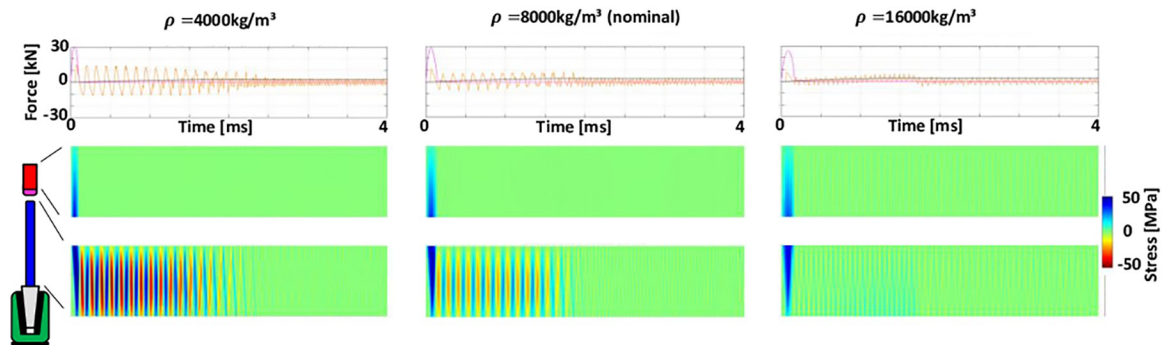 ρ =4000kg/m³ ρ =8000kg/m³ (nominal) ρ =16000kg/m³
Force [kN]
30
0
-30
0 Time [ms] 4 0 Time [ms] 4 0 Time [ms] 4
50
0
-50
Stress [MPa]